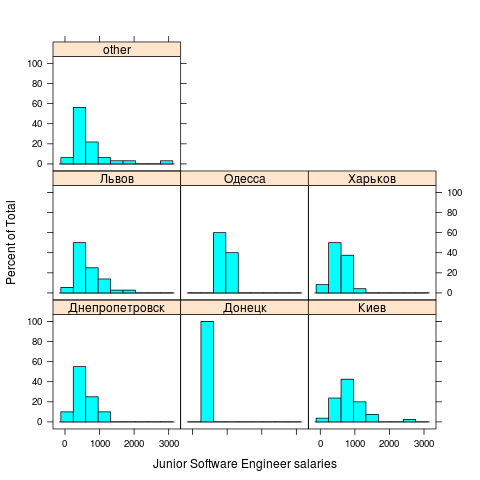 other
100
80
60
40
20
0
Львов
Одесса
Харьков
100
80
60
40
20
0
Днепропетровск
Донецк
Киев
100
80
60
40
20
0
0 1000 2000 3000
0 1000 2000 3000
Percent of Total
Junior Software Engineer salaries